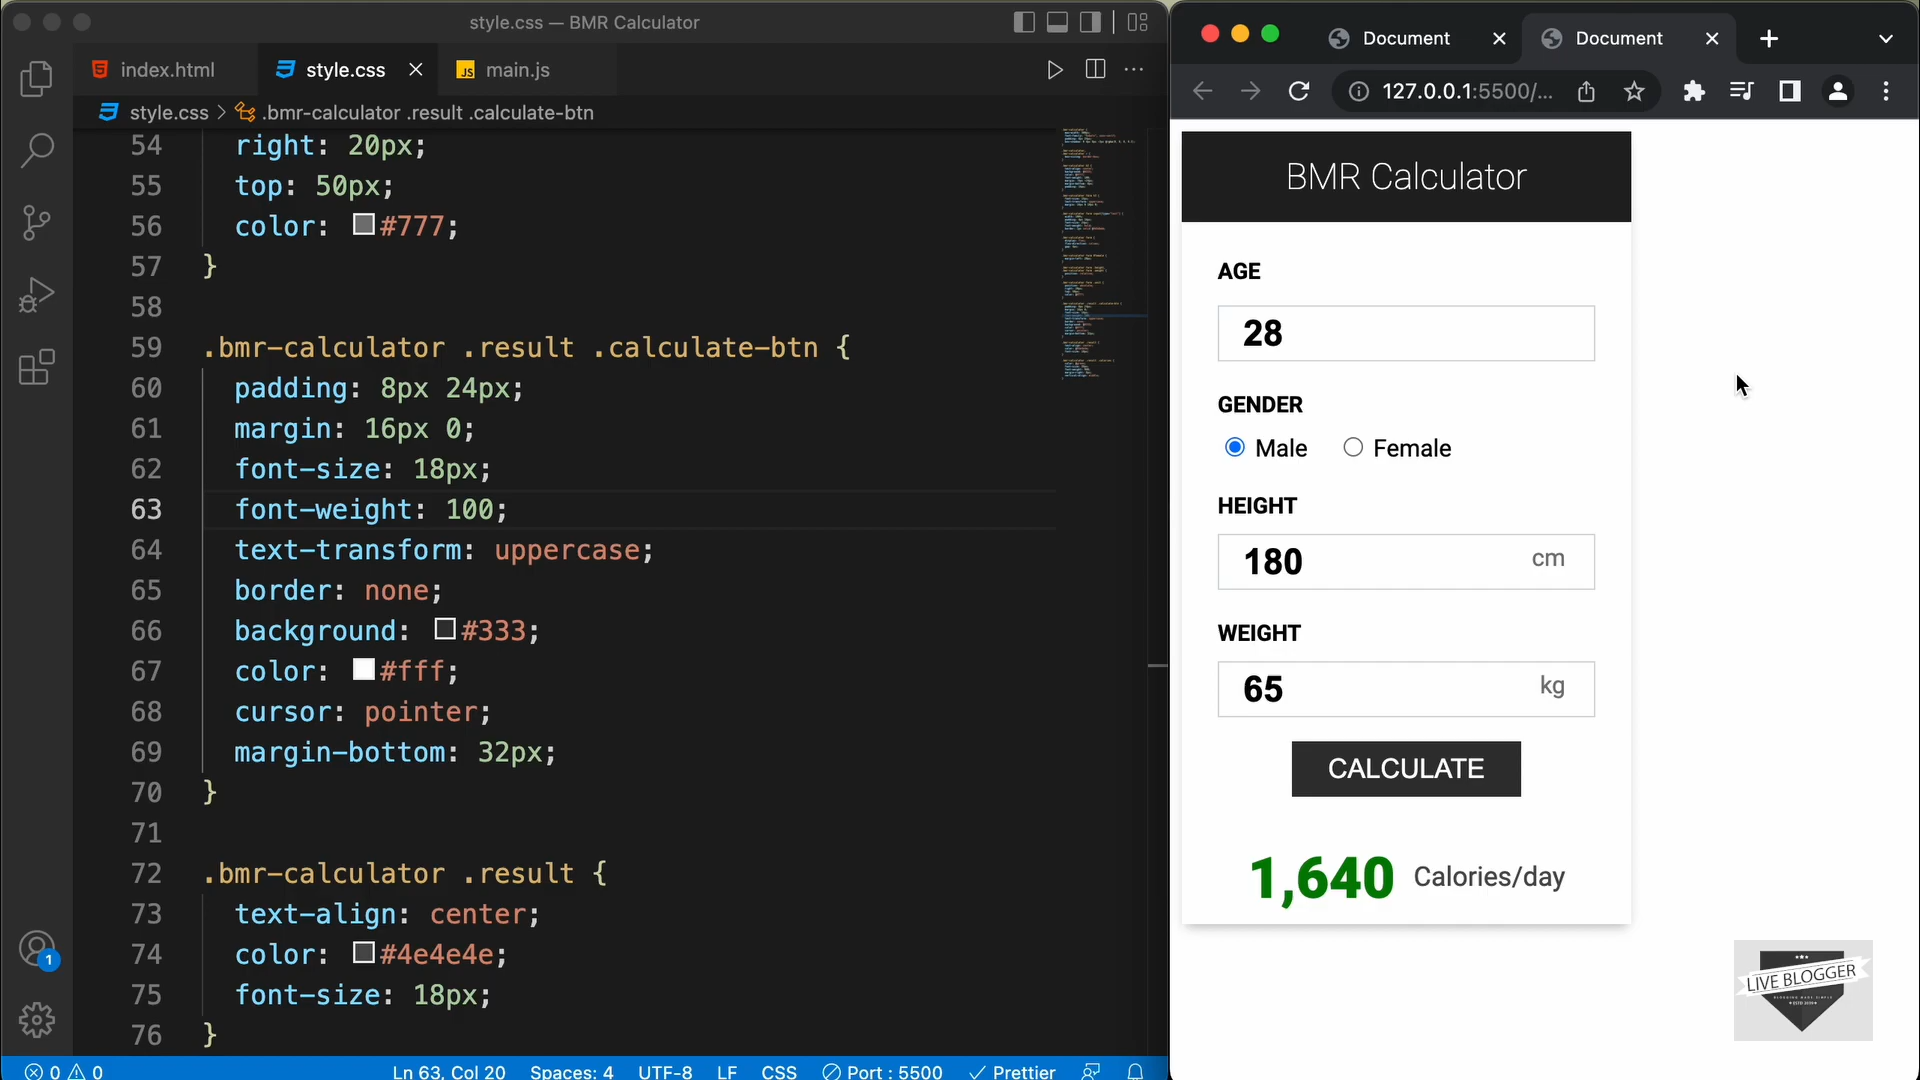 style.css — BMR Calculator
index.html
style.css
main.js
style.css > .bmr-calculator .result .calculate-btn
54 right: 20px;
55 top: 50px;
56 color: #777;
57 }
58
59 .bmr-calculator .result .calculate-btn {
60 padding: 8px 24px;
61 margin: 16px 0;
62 font-size: 18px;
63 font-weight: 100;
64 text-transform: uppercase;
65 border: none;
66 background: #333;
67 color: #fff;
68 cursor: pointer;
69 margin-bottom: 32px;
70 }
71
72 .bmr-calculator .result {
73 text-align: center;
74 color: #4e4e4e;
75 font-size: 18px;
76 }
1
0 0 Ln 63, Col 20 Spaces: 4 UTF-8 LF CSS Port : 5500 Prettier
Document
Document
127.0.0.1:5500/...
BMR Calculator
AGE
28
GENDER
Male Female
HEIGHT
180 cm
WEIGHT
65 kg
CALCULATE
1,640 Calories/day
LIVE BLOGGER